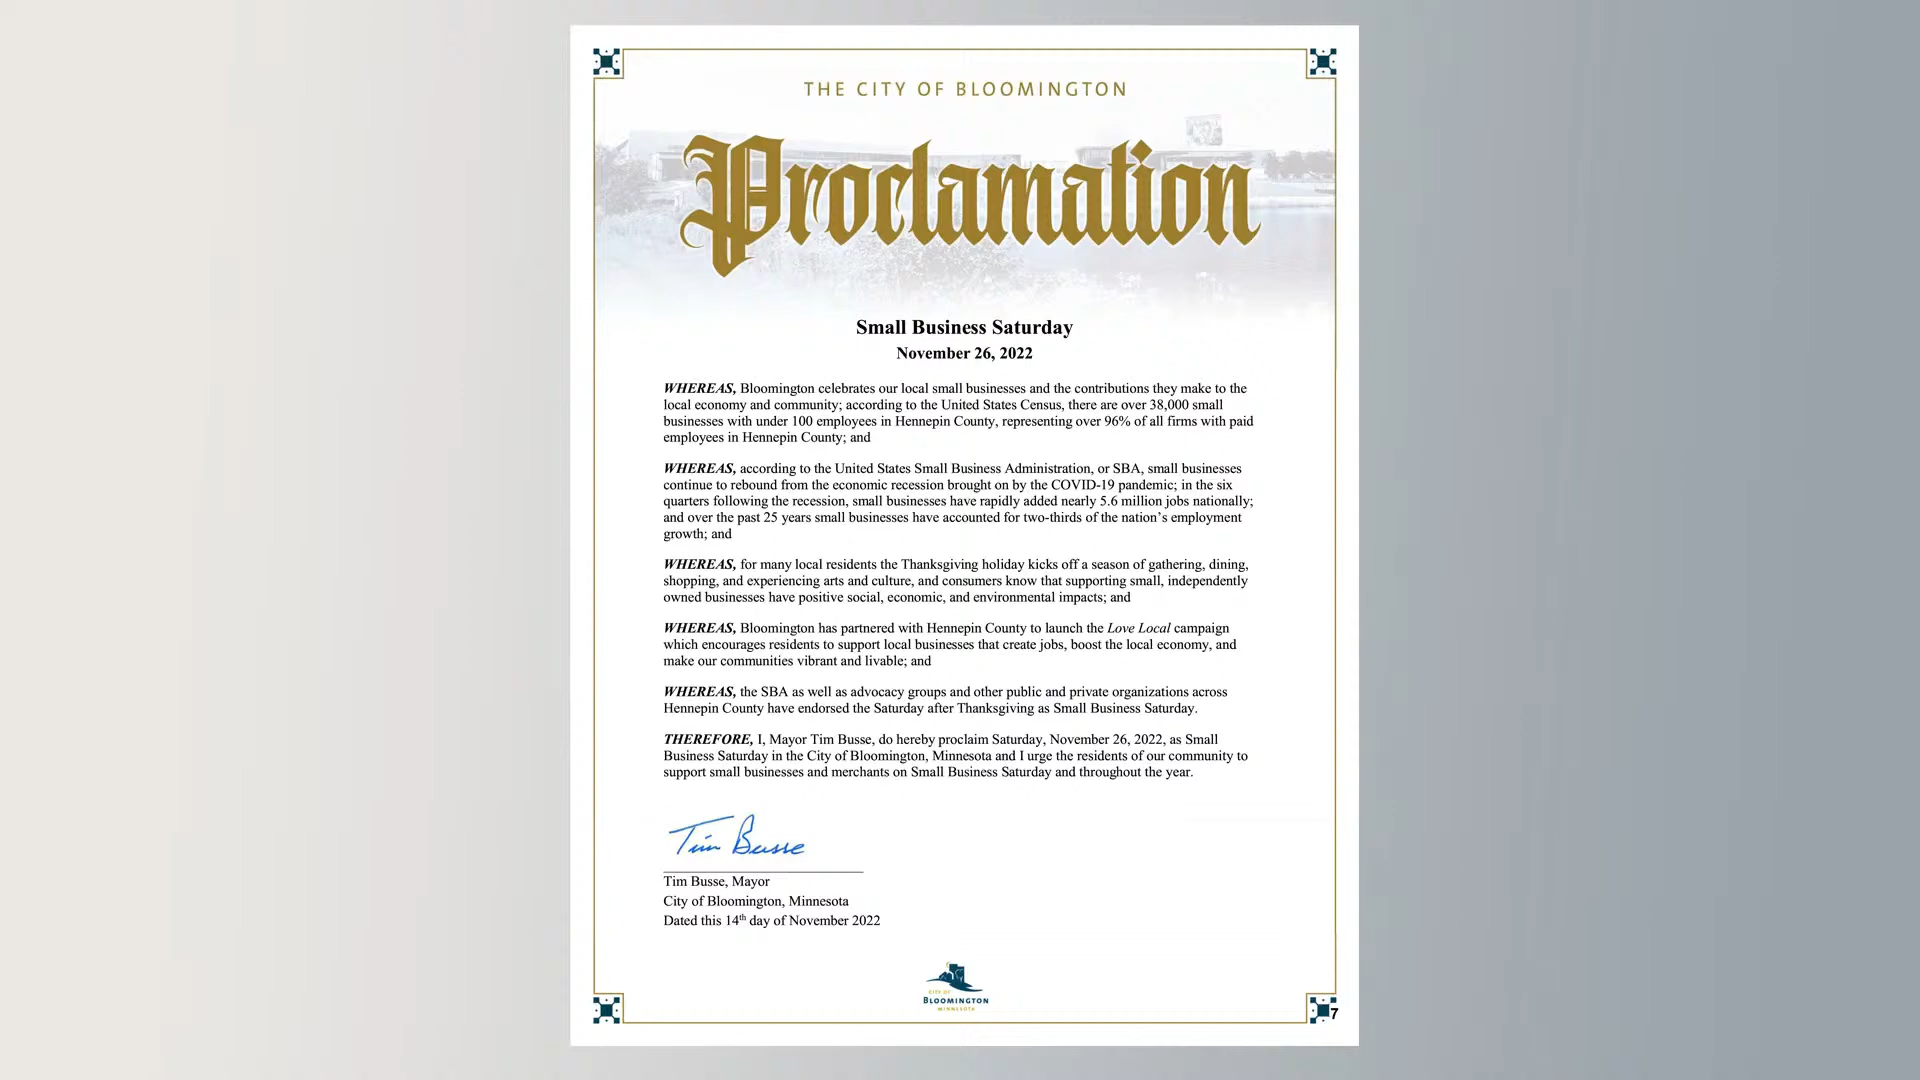 THE CITY OF BLOOMINGTON
Proclamation
Small Business Saturday
November 26, 2022
WHEREAS, Bloomington celebrates our local small businesses and the contributions they make to the
local economy and community; according to the United States Census, there are over 38,000 small
businesses with under 100 employees in Hennepin County, representing over 96% of all firms with paid
employees in Hennepin County; and
WHEREAS, according to the United States Small Business Administration, or SBA, small businesses
continue to rebound from the economic recession brought on by the COVID-19 pandemic; in the six
quarters following the recession, small businesses have rapidly added nearly 5.6 million jobs nationally;
and over the past 25 years small businesses have accounted for two-thirds of the nation’s employment
growth; and
WHEREAS, for many local residents the Thanksgiving holiday kicks off a season of gathering, dining,
shopping, and experiencing arts and culture, and consumers know that supporting small, independently
owned businesses have positive social, economic, and environmental impacts; and
WHEREAS, Bloomington has partnered with Hennepin County to launch the Love Local campaign
which encourages residents to support local businesses that create jobs, boost the local economy, and
make our communities vibrant and livable; and
WHEREAS, the SBA as well as advocacy groups and other public and private organizations across
Hennepin County have endorsed the Saturday after Thanksgiving as Small Business Saturday.
THEREFORE, I, Mayor Tim Busse, do hereby proclaim Saturday, November 26, 2022, as Small
Business Saturday in the City of Bloomington, Minnesota and I urge the residents of our community to
support small businesses and merchants on Small Business Saturday and throughout the year.
Tim Busse
Tim Busse, Mayor
City of Bloomington, Minnesota
Dated this 14th day of November 2022
CITY OF
BLOOMINGTON
MINNESOTA
7